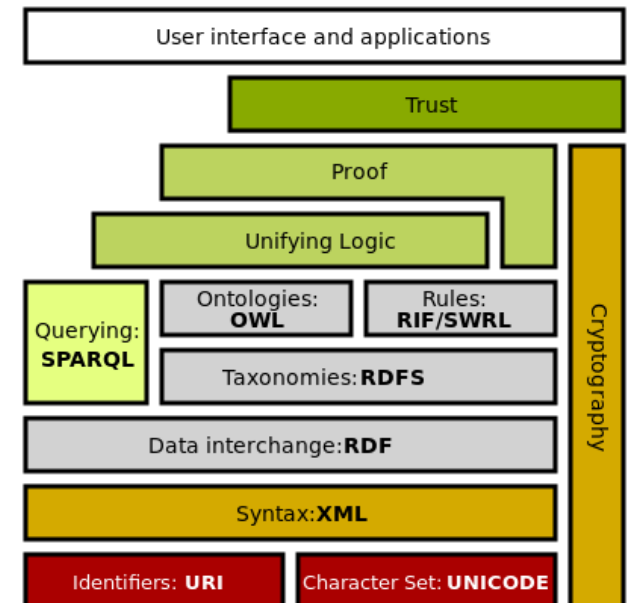 User interface and applications
Trust
Proof
Unifying Logic
Ontologies:
OWL
Rules:
RIF/SWRL
Querying:
SPARQL
Taxonomies:RDFS
Cryptography
Data interchange:RDF
Syntax:XML
Identifiers: URI
Character Set: UNICODE